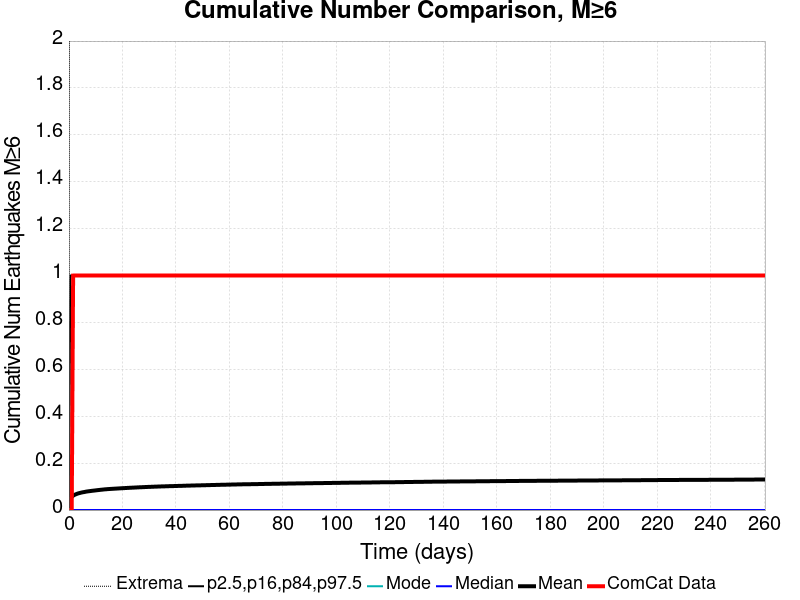 Cumulative Number Comparison, M≥6
Cumulative Num Earthquakes M≥6
2
1.8
1.6
1.4
1.2
1
0.8
0.6
0.4
0.2
0
0 20 40 60 80 100 120 140 160 180 200 220 240 260
Time (days)
Extrema p2.5,p16,p84,p97.5 Mode Median Mean ComCat Data